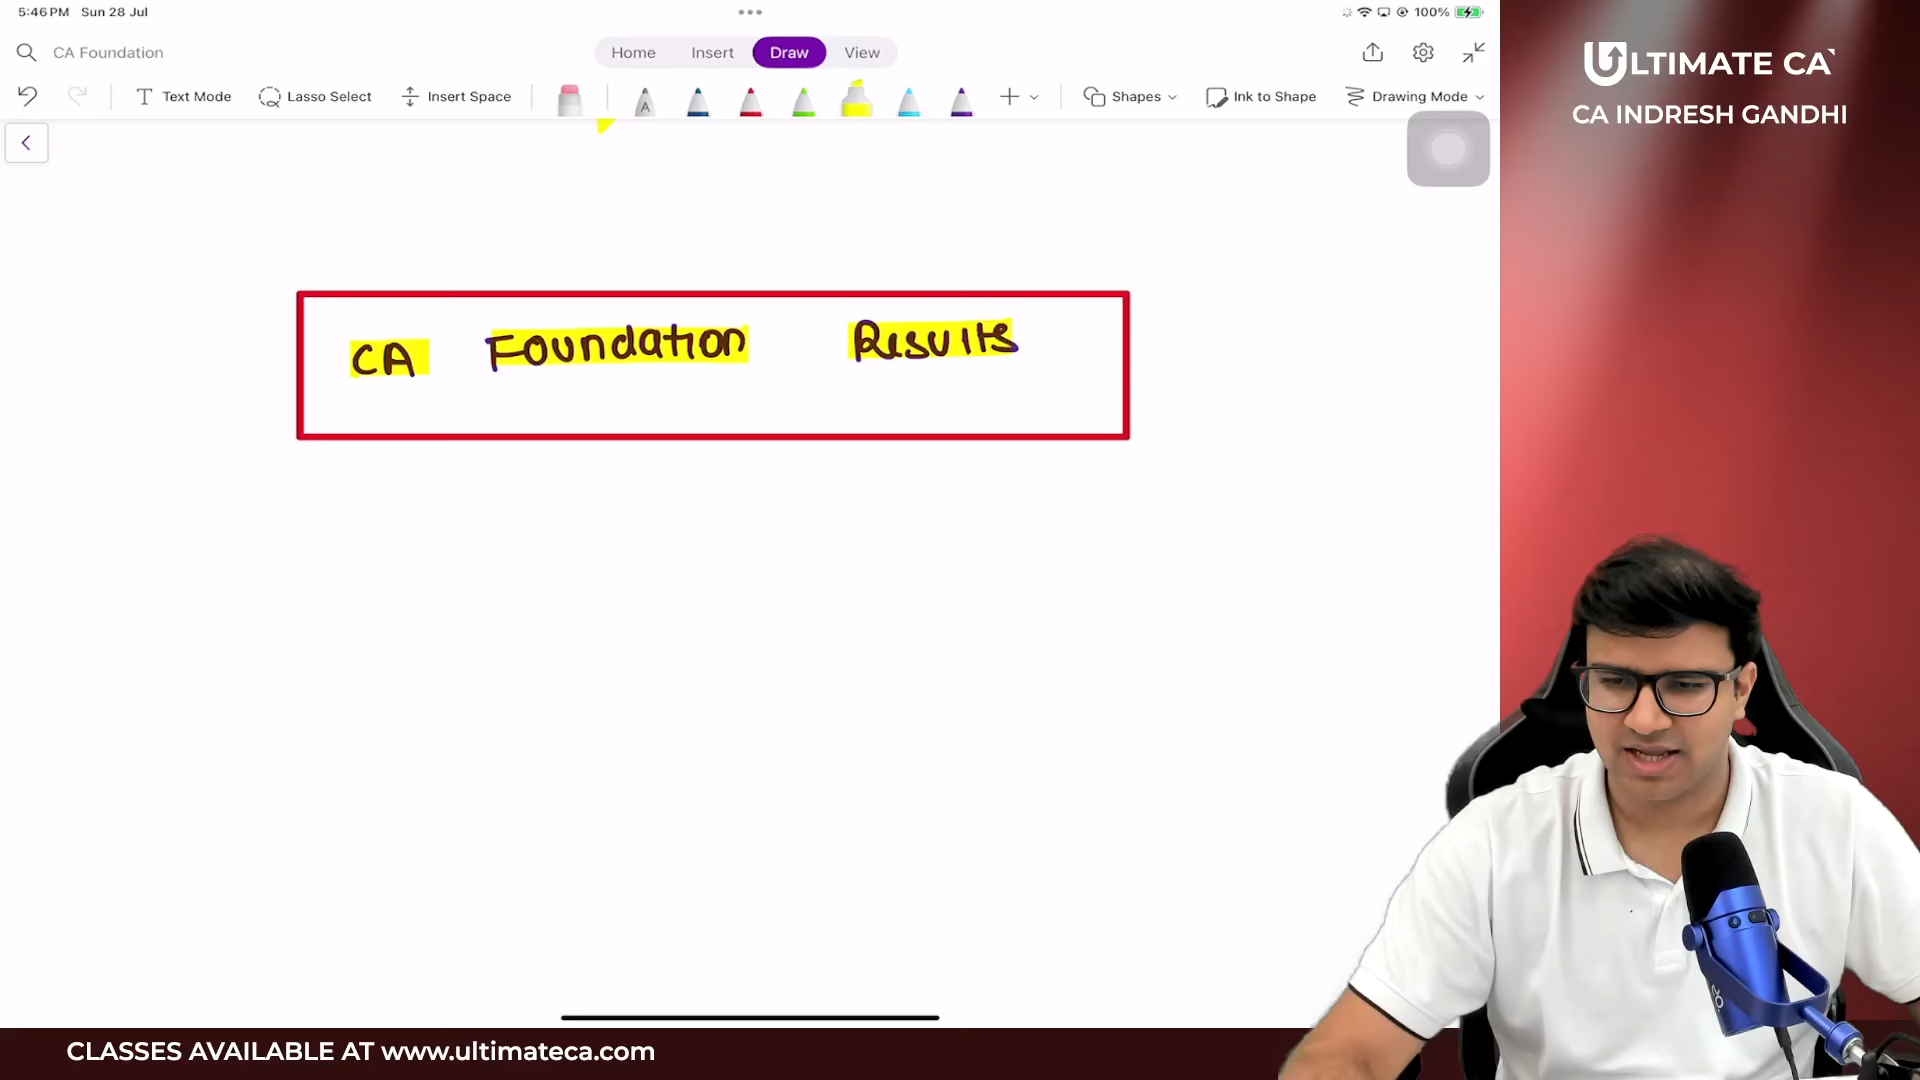 5:46 PM Sun 28 Jul
100%
CA Foundation
Home Insert Draw View
Text Mode Lasso Select Insert Space A Shapes Ink to Shape Drawing Mode
ULTIMATE CA
CA INDRESH GANDHI
CA Foundation Results
CLASSES AVAILABLE AT www.ultimateca.com